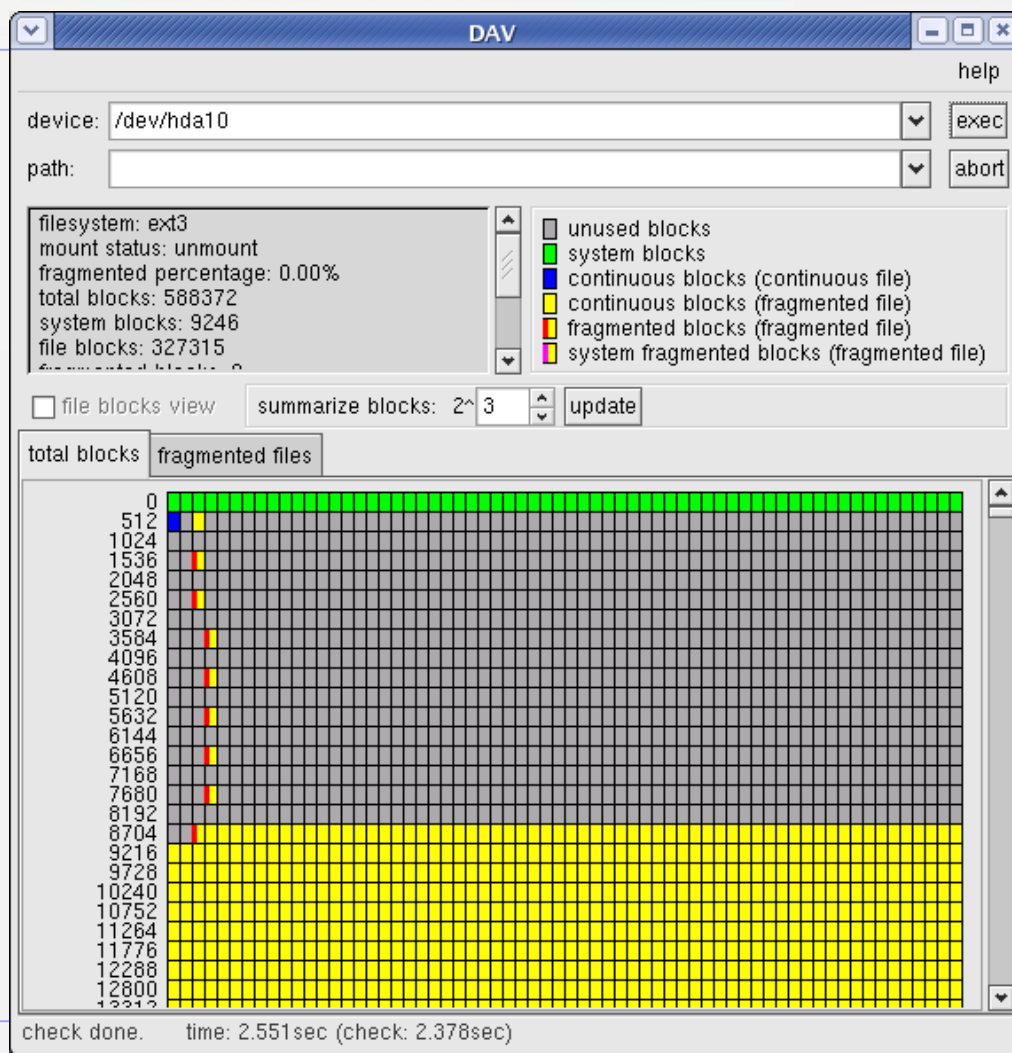 DAV
help
device: /dev/hda10 exec
path: abort
filesystem: ext3
mount status: unmount
fragmented percentage: 0.00%
total blocks: 588372
system blocks: 9246
file blocks: 327315
unused blocks
system blocks
continuous blocks (continuous file)
continuous blocks (fragmented file)
fragmented blocks (fragmented file)
system fragmented blocks (fragmented file)
file blocks view summarize blocks: 2^ 3 update
total blocks fragmented files
0
512
1024
1536
2048
2560
3072
3584
4096
4608
5120
5632
6144
6656
7168
7680
8192
8704
9216
9728
10240
10752
11264
11776
12288
12800
check done. time: 2.551sec (check: 2.378sec)